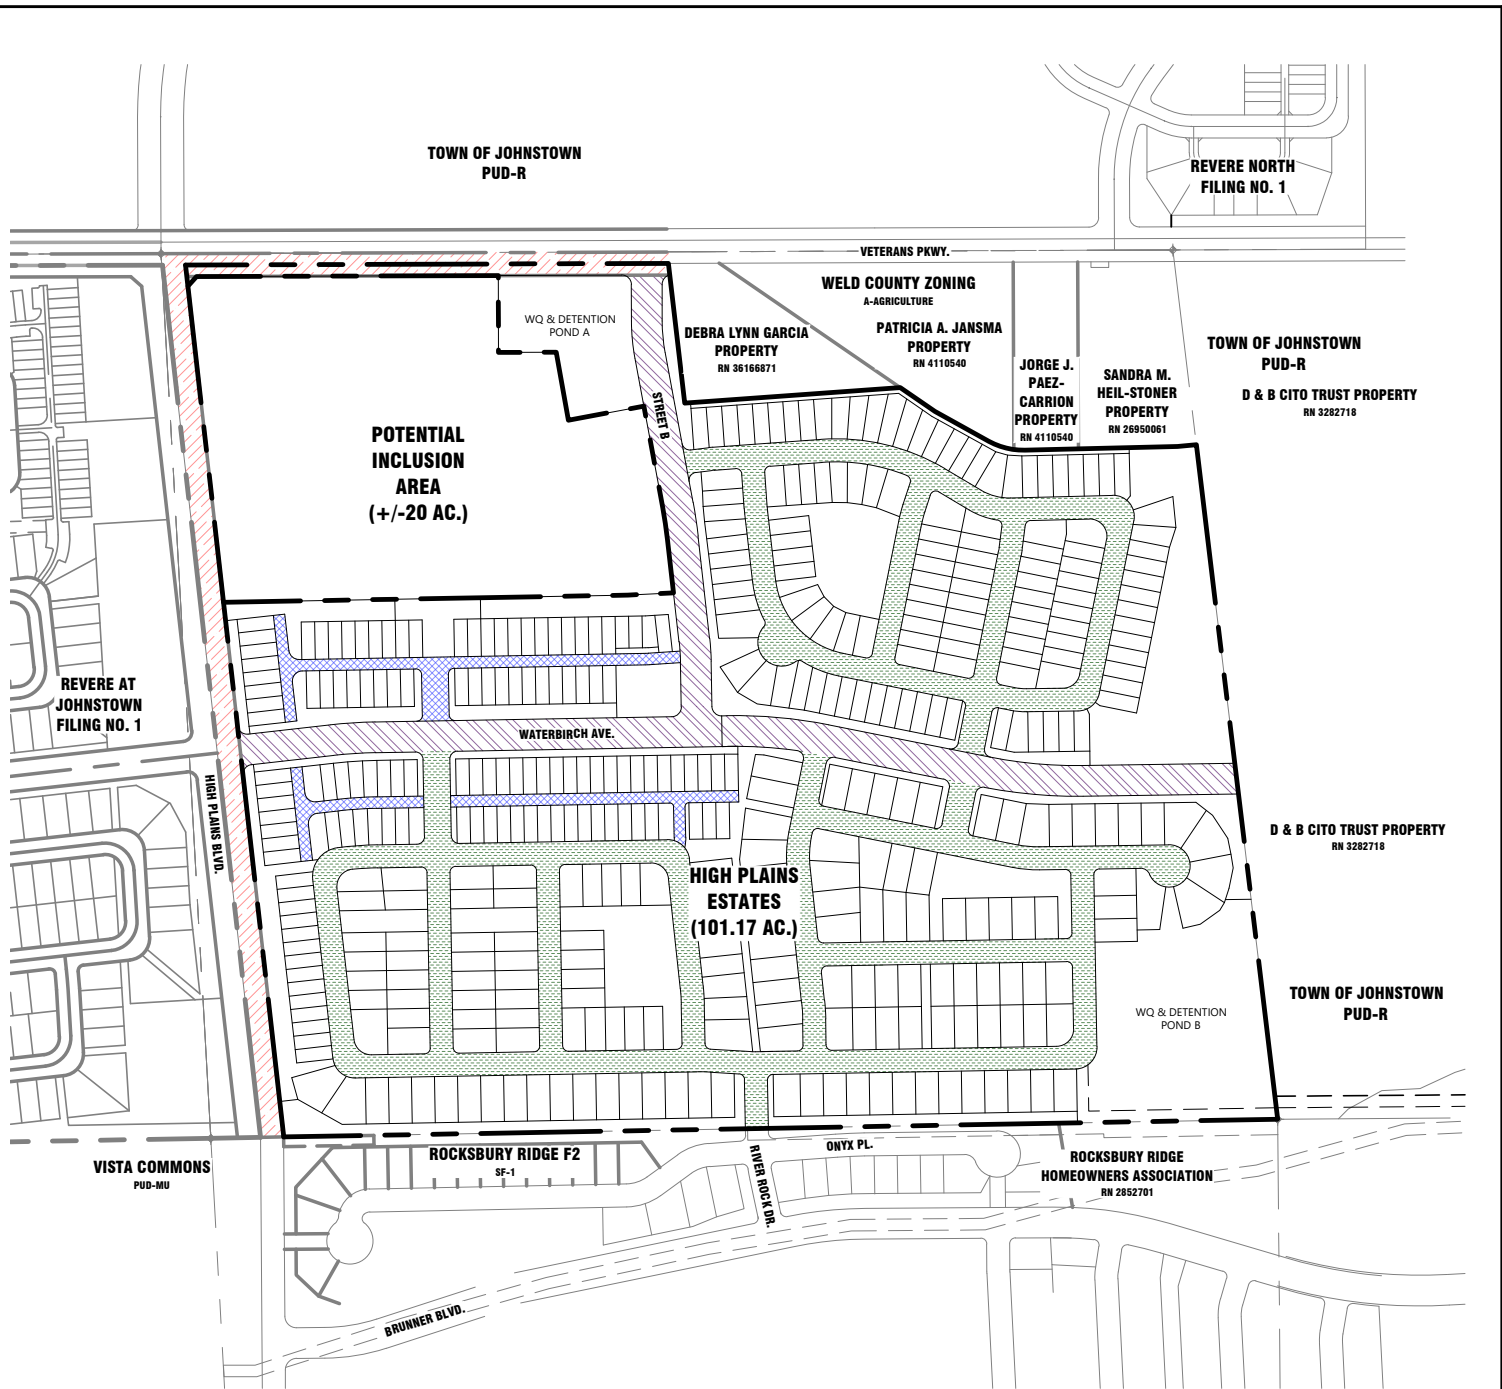 TOWN OF JOHNSTOWN
PUD-R
REVERE NORTH
FILING NO. 1
VETERANS PKWY.
WELD COUNTY ZONING
A-AGRICULTURE
WQ & DETENTION
POND A
DEBRA LYNN GARCIA
PROPERTY
RN 36166871
PATRICIA A. JANSMA
PROPERTY
RN 4110540
JORGE J.
PAEZ-
CARRION
PROPERTY
RN 4110540
SANDRA M.
HEIL-STONER
PROPERTY
RN 26950061
TOWN OF JOHNSTOWN
PUD-R
D & B CITO TRUST PROPERTY
RN 3282718
STREET B
POTENTIAL
INCLUSION
AREA
(+/-20 AC.)
REVERE AT
JOHNSTOWN
FILING NO. 1
WATERBIRCH AVE.
HIGH PLAINS BLVD.
D & B CITO TRUST PROPERTY
RN 3282718
HIGH PLAINS
ESTATES
(101.17 AC.)
TOWN OF JOHNSTOWN
PUD-R
WQ & DETENTION
POND B
VISTA COMMONS
PUD-MU
ROCKSBURY RIDGE F2
SF-1
ONYX PL.
RIVER ROCK DR.
ROCKSBURY RIDGE
HOMEOWNERS ASSOCIATION
RN 2852701
BRUNNER BLVD.